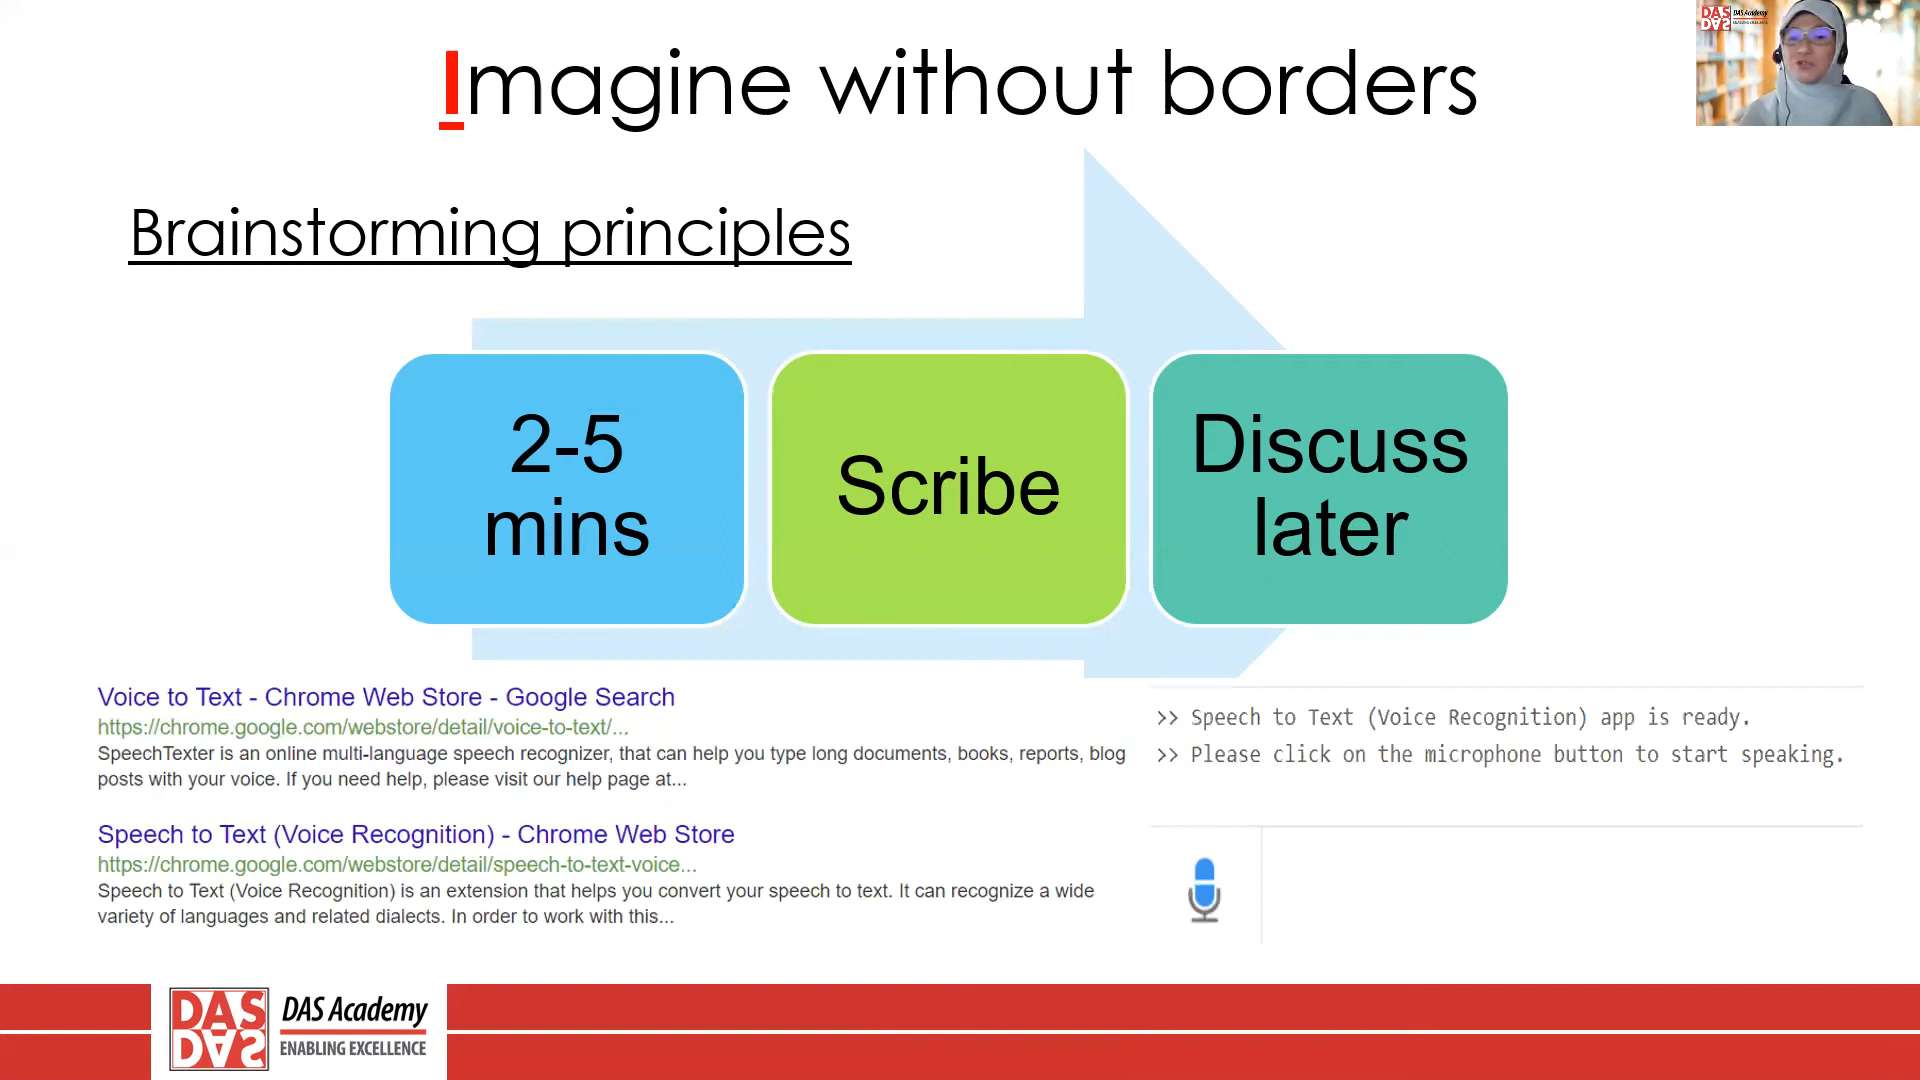 Imagine without borders
DAS
DAS
DAS Academy
Brainstorming principles
2-5
mins
Scribe
Discuss
later
Voice to Text - Chrome Web Store - Google Search
https://chrome.google.com/webstore/detail/voice-to-text/...
SpeechTexter is an online multi-language speech recognizer, that can help you type long documents, books, reports, blog
posts with your voice. If you need help, please visit our help page at...
Speech to Text (Voice Recognition) - Chrome Web Store
https://chrome.google.com/webstore/detail/speech-to-text-voice...
Speech to Text (Voice Recognition) is an extension that helps you convert your speech to text. It can recognize a wide
variety of languages and related dialects. In order to work with this...
>> Speech to Text (Voice Recognition) app is ready.
>> Please click on the microphone button to start speaking.
DAS
DAS
DAS Academy
ENABLING EXCELLENCE